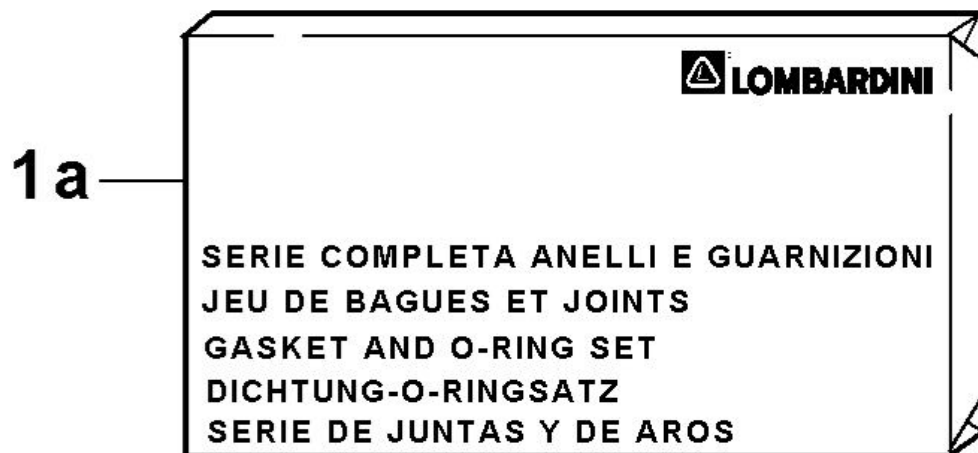 LOMBARDINI
1a
SERIE COMPLETA ANELLI E GUARNIZIONI
JEU DE BAGUES ET JOINTS
GASKET AND O-RING SET
DICHTUNG-O-RINGSATZ
SERIE DE JUNTAS Y DE AROS